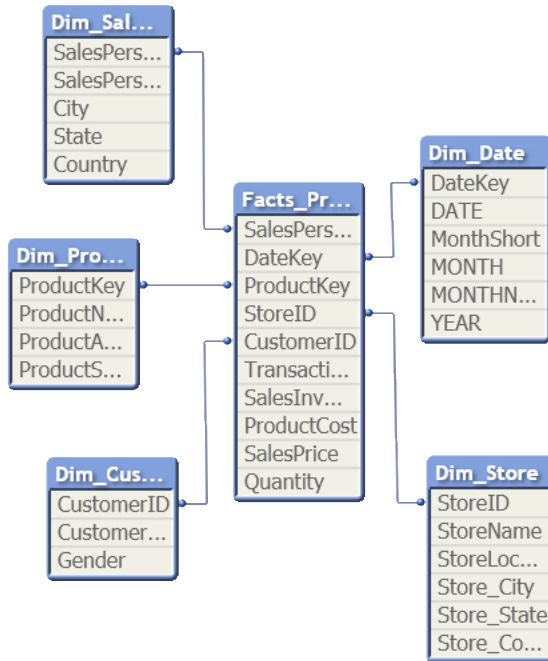 Dim_Sal...
SalesPers...
SalesPers...
City
State
Country
Dim_Pro...
ProductKey
ProductN...
ProductA...
ProductS...
Dim_Cus...
CustomerID
Customer...
Gender
Facts_Pr...
SalesPers...
DateKey
ProductKey
StoreID
CustomerID
Transacti...
SalesInv...
ProductCost
SalesPrice
Quantity
Dim_Date
DateKey
DATE
MonthShort
MONTH
MONTHN...
YEAR
Dim_Store
StoreID
StoreName
StoreLoc...
Store_City
Store_State
Store_Co...